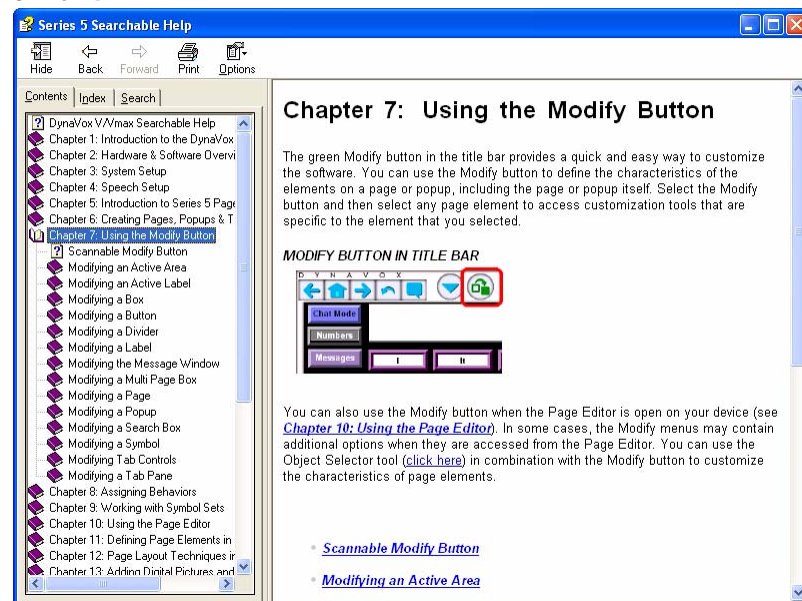 Series 5 Searchable Help
Hide Back Forward Print Options
Contents Index Search
DynaVox V/Vmax Searchable Help
Chapter 1: Introduction to the DynaVox
Chapter 2: Hardware & Software Overvi
Chapter 3: System Setup
Chapter 4: Speech Setup
Chapter 5: Introduction to Series 5 Page
Chapter 6: Creating Pages, Popups & T
Chapter 7: Using the Modify Button
Scannable Modify Button
Modifying an Active Area
Modifying an Active Label
Modifying a Box
Modifying a Button
Modifying a Divider
Modifying a Label
Modifying the Message Window
Modifying a Multi Page Box
Modifying a Page
Modifying a Popup
Modifying a Search Box
Modifying a Symbol
Modifying Tab Controls
Modifying a Tab Pane
Chapter 8: Assigning Behaviors
Chapter 9: Working with Symbol Sets
Chapter 10: Using the Page Editor
Chapter 11: Defining Page Elements in
Chapter 12: Page Layout Techniques ir
Chapter 13: Adding Digital Pictures and
Chapter 7: Using the Modify Button
The green Modify button in the title bar provides a quick and easy way to customize
the software. You can use the Modify button to define the characteristics of the
elements on a page or popup, including the page or popup itself. Select the Modify
button and then select any page element to access customization tools that are
specific to the element that you selected.
MODIFY BUTTON IN TITLE BAR
DYNAVOX
Chat Mode
Numbers
Messages I It
You can also use the Modify button when the Page Editor is open on your device (see
Chapter 10: Using the Page Editor). In some cases, the Modify menus may contain
additional options when they are accessed from the Page Editor. You can use the
Object Selector tool (click here) in combination with the Modify button to customize
the characteristics of page elements.
Scannable Modify Button
Modifying an Active Area